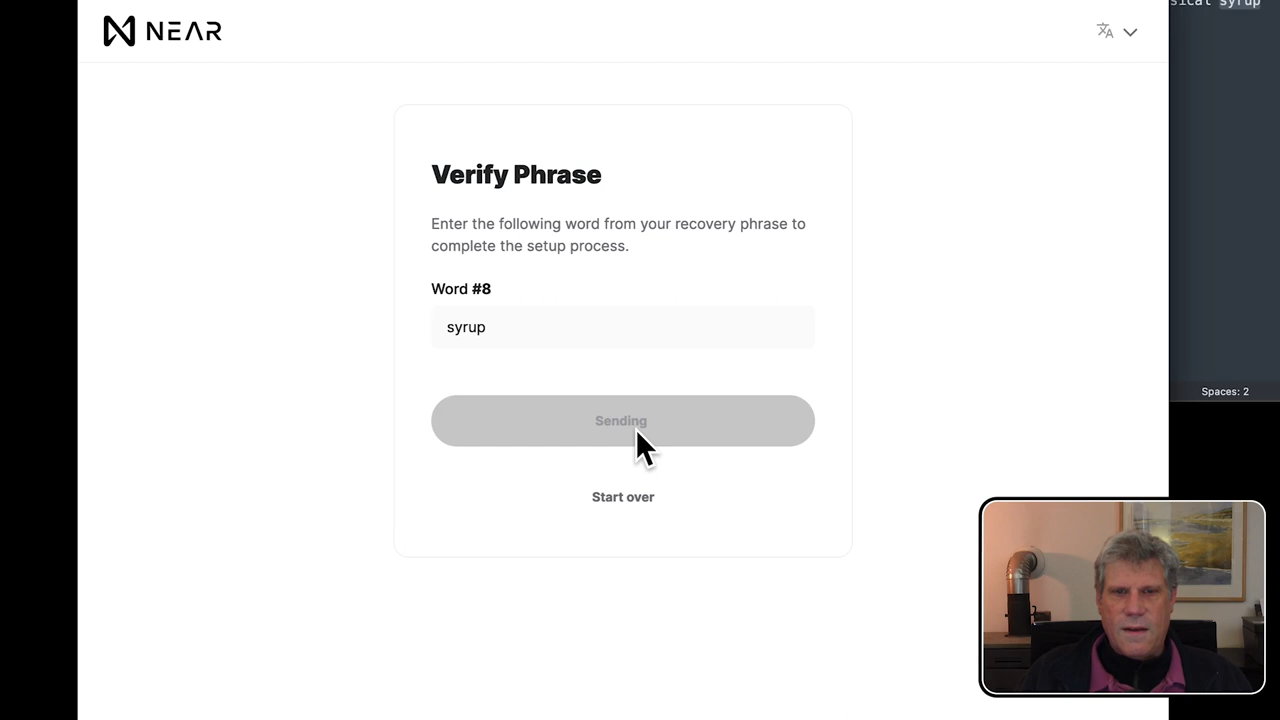 NEAR
syrup
Verify Phrase
Enter the following word from your recovery phrase to
complete the setup process.
Word #8
syrup
Sending
Start over
Spaces: 2